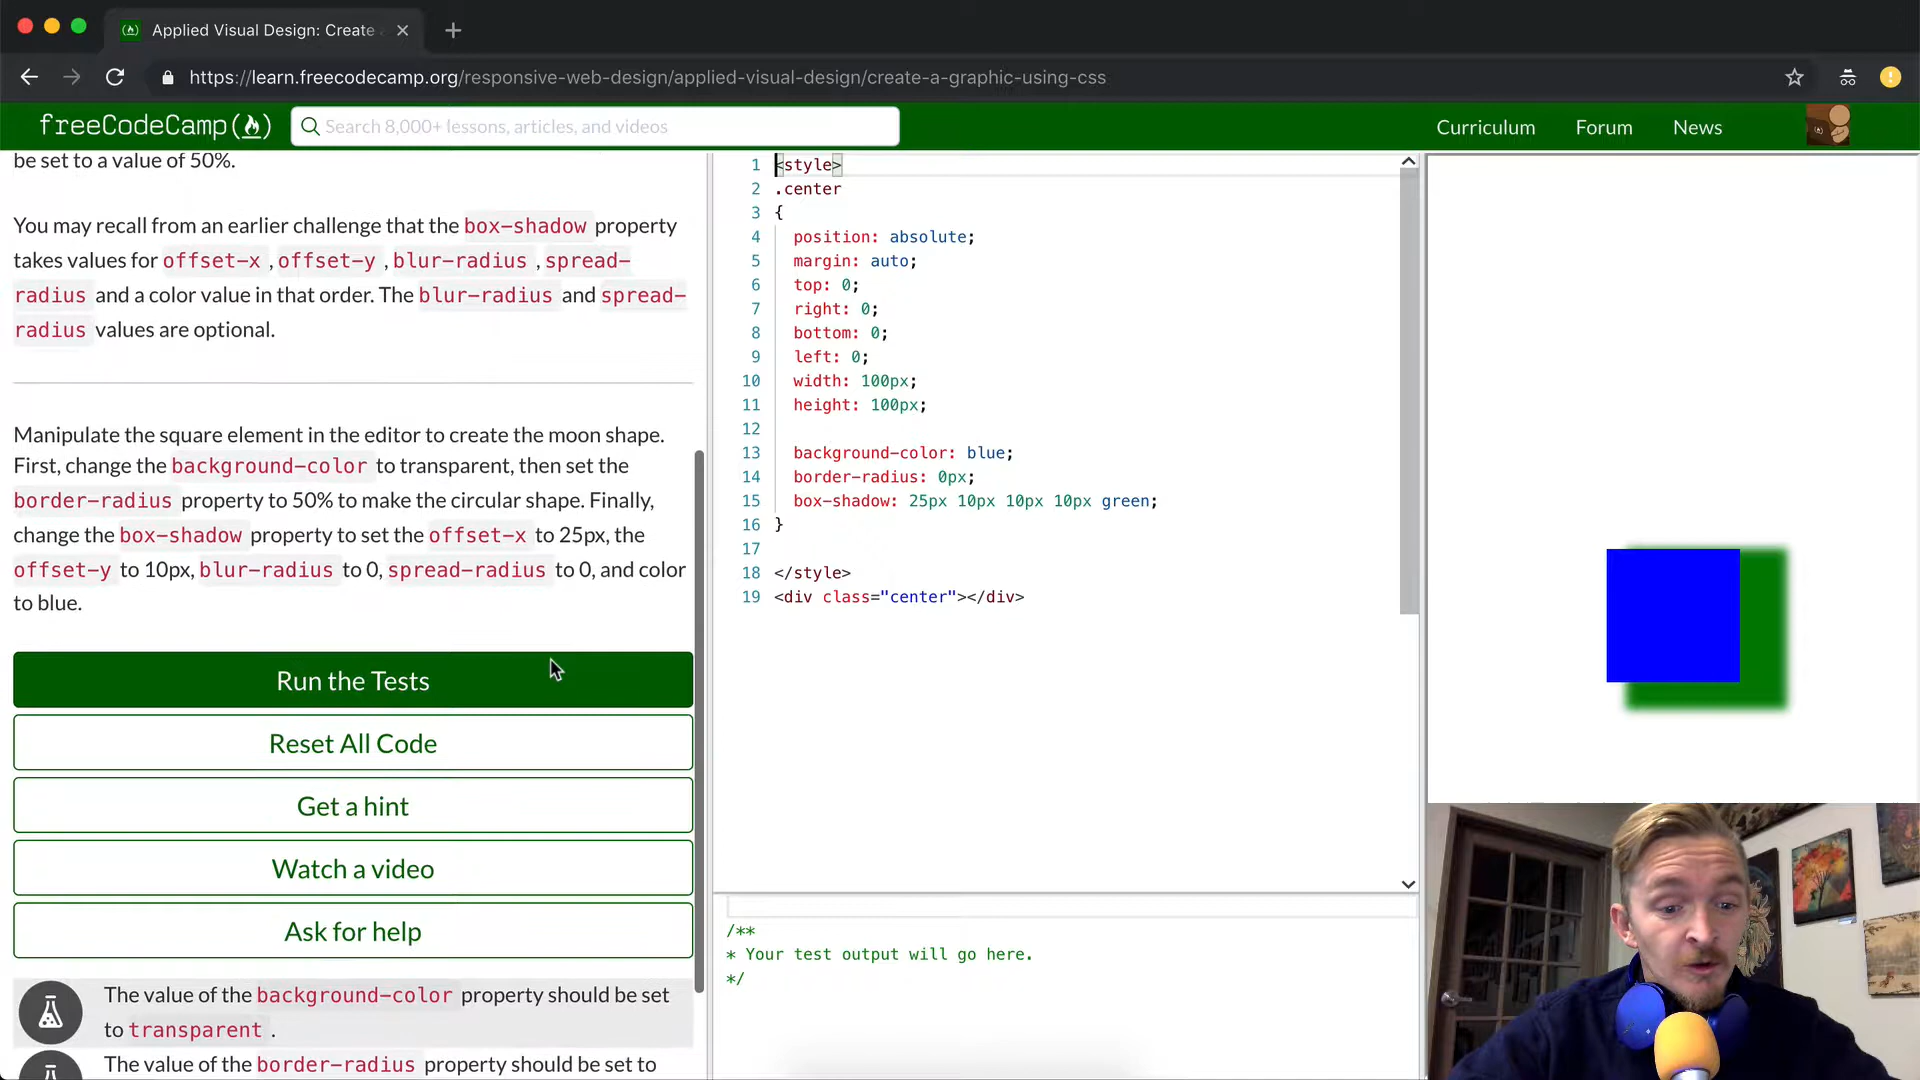 Applied Visual Design: Create
https://learn.freecodecamp.org/responsive-web-design/applied-visual-design/create-a-graphic-using-css
freeCodeCamp
Search 8,000+ lessons, articles, and videos
Curriculum Forum News
be set to a value of 50%.
You may recall from an earlier challenge that the box-shadow property
takes values for offset-x , offset-y , blur-radius , spread-
radius and a color value in that order. The blur-radius and spread-
radius values are optional.
Manipulate the square element in the editor to create the moon shape.
First, change the background-color to transparent, then set the
border-radius property to 50% to make the circular shape. Finally,
change the box-shadow property to set the offset-x to 25px, the
offset-y to 10px, blur-radius to 0, spread-radius to 0, and color
to blue.
Run the Tests
Reset All Code
Get a hint
Watch a video
Ask for help
The value of the background-color property should be set
to transparent .
The value of the border-radius property should be set to
1 <style>
2 .center
3 {
4 position: absolute;
5 margin: auto;
6 top: 0;
7 right: 0;
8 bottom: 0;
9 left: 0;
10 width: 100px;
11 height: 100px;
12
13 background-color: blue;
14 border-radius: 0px;
15 box-shadow: 25px 10px 10px 10px green;
16 }
17
18 </style>
19 <div class="center"></div>
/**
* Your test output will go here.
*/